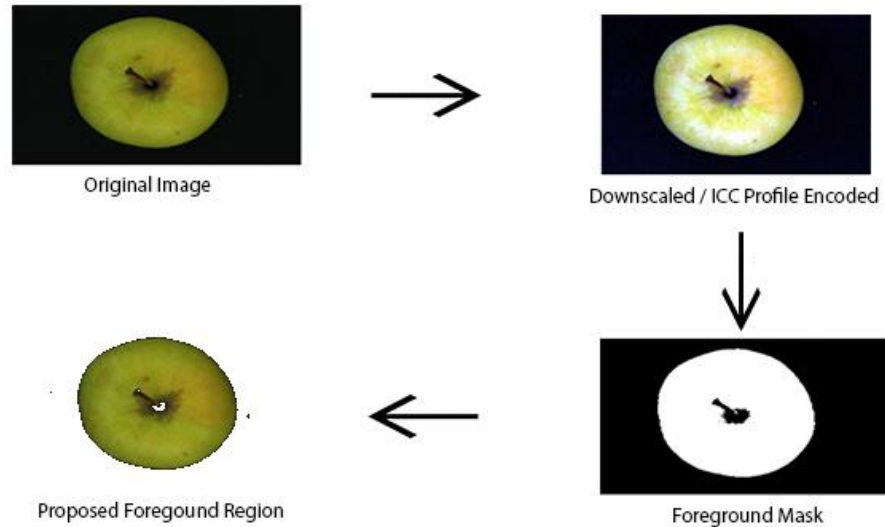 Original Image
Downscaled / ICC Profile Encoded
Proposed Foregound Region
Foreground Mask